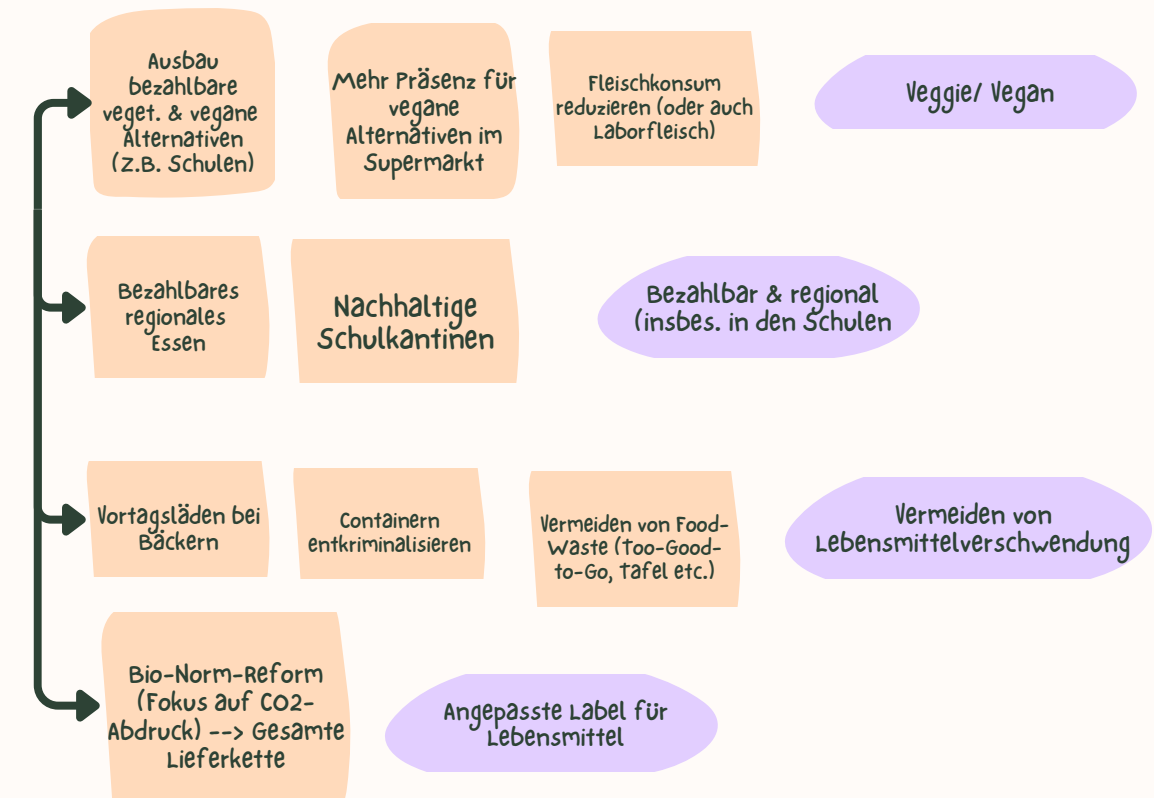 Ausbau
bezahlbare
veget. & vegane
Alternativen
(z.B. Schulen)
Mehr Präsenz für
vegane
Alternativen im
Supermarkt
Fleischkonsum
reduzieren (oder auch
Laborfleisch)
Veggie/ Vegan
Bezahlbares
regionales
Essen
Nachhaltige
Schulkantinen
Bezahlbar & regional
(insbes. in den Schulen
Vortagsläden bei
Bäckern
Containern
entkriminalisieren
Vermeiden von Food-
Waste (Too-Good-
to-Go, Tafel etc.)
Vermeiden von
Lebensmittelverschwendung
Bio-Norm-Reform
(Fokus auf CO2-
Abdruck) --> Gesamte
Lieferkette
Angepasste Label für
Lebensmittel